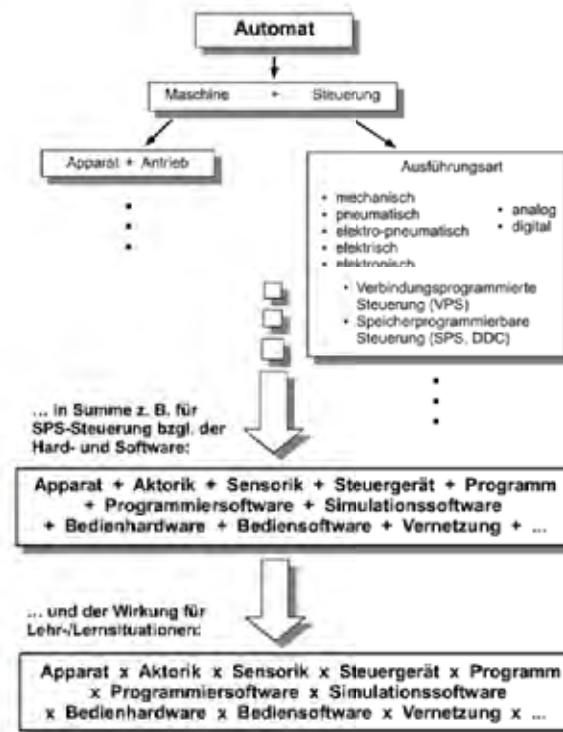 Automat
Maschine + Steuerung
Apparat + Antrieb
Ausführungsart
• mechanisch
• pneumatisch
• elektro-pneumatisch
• elektrisch
• elektronisch
• analog
• digital
• Verbindungsprogrammierte
Steuerung (VPS)
• Speicherprogrammierbare
Steuerung (SPS, DDC)
... in Summe z. B. für
SPS-Steuerung bzgl. der
Hard- und Software:
Apparat + Aktorik + Sensorik + Steuergerät + Programm
+ Programmiersoftware + Simulationssoftware
+ Bedienhardware + Bediensoftware + Vernetzung + ...
... und der Wirkung für
Lehr-/Lernsituationen:
Apparat x Aktorik x Sensorik x Steuergerät x Programm
x Programmiersoftware x Simulationssoftware
x Bedienhardware x Bediensoftware x Vernetzung x ...